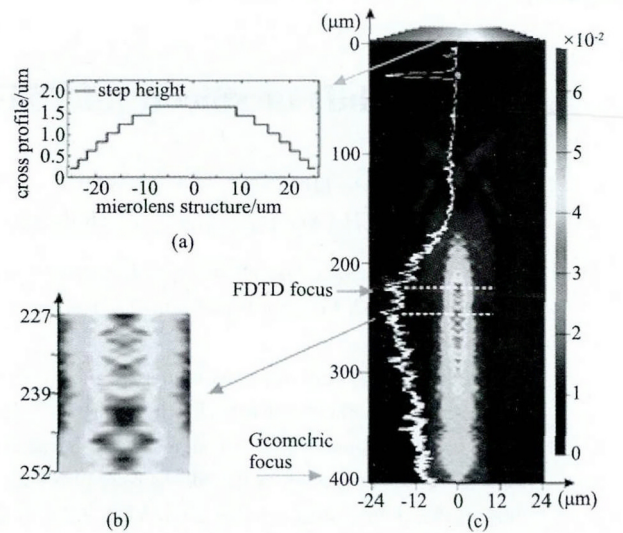 (μm)
0
100
200
300
400
-24 -12 0 12 24 (μm)
(c)
×10-2
6
5
4
3
2
1
0
2.0
1.5
1.0
0.5
0
step height
cross profile/um
-20 -10 0 10 20
mierolens structure/um
(a)
FDTD focus
227
239
252
(b)
Gcomclric
focus